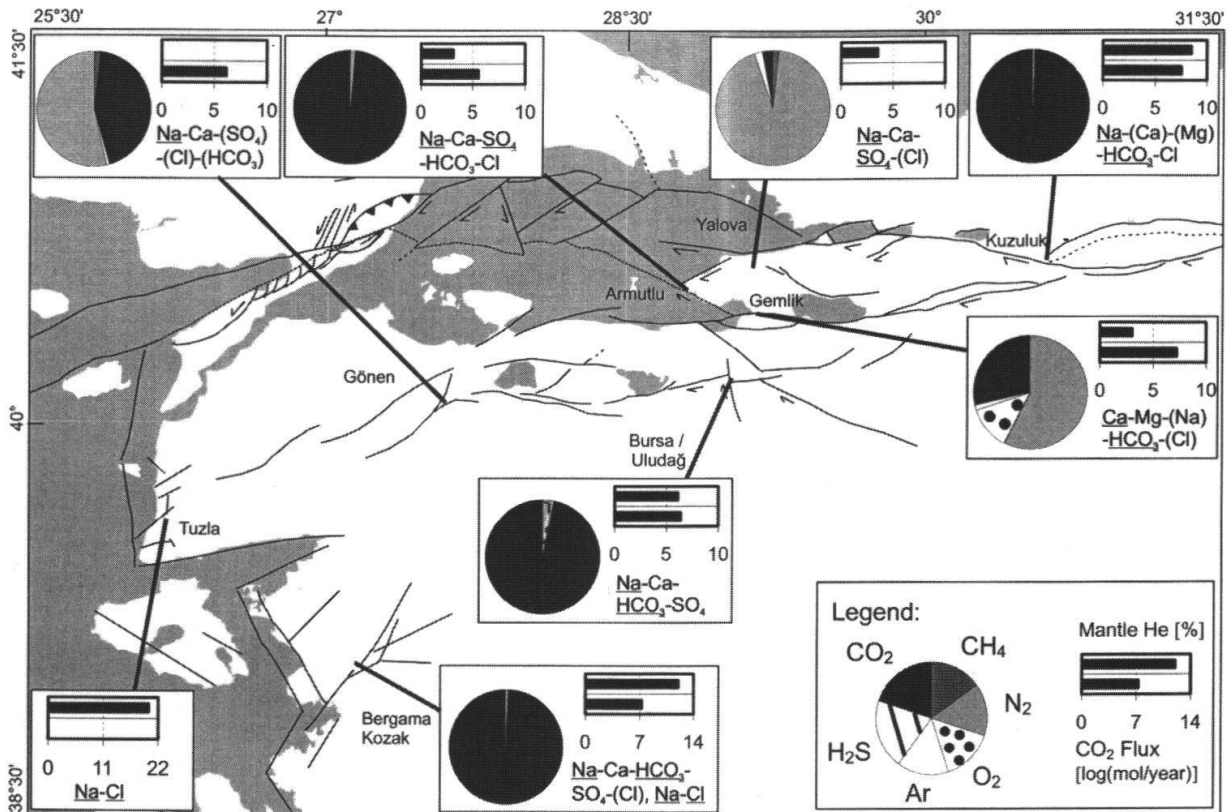 25°30' 27° 28°30' 30° 31°30'
41°30'
40°
38°30'
0 5 10
Na-Ca-(SO₄)
-(Cl)-(HCO₃)
0 5 10
Na-Ca-SO₄
-HCO₃-Cl
0 5 10
Na-Ca-
SO₄-(Cl)
0 5 10
Na-(Ca)-(Mg)
-HCO₃-Cl
Yalova
Kuzuluk
Armutlu
Gemlik
0 5 10
Ca-Mg-(Na)
-HCO₃-(Cl)
Gönen
Bursa /
Uludağ
0 5 10
Na-Ca-
HCO₃-SO₄
Tuzla
0 11 22
Na-Cl
Bergama
Kozak
0 7 14
Na-Ca-HCO₃-
SO₄-(Cl), Na-Cl
Legend:
CO₂
CH₄
N₂
O₂
Ar
H₂S
Mantle He [%]
0 7 14
CO₂ Flux
[log(mol/year)]